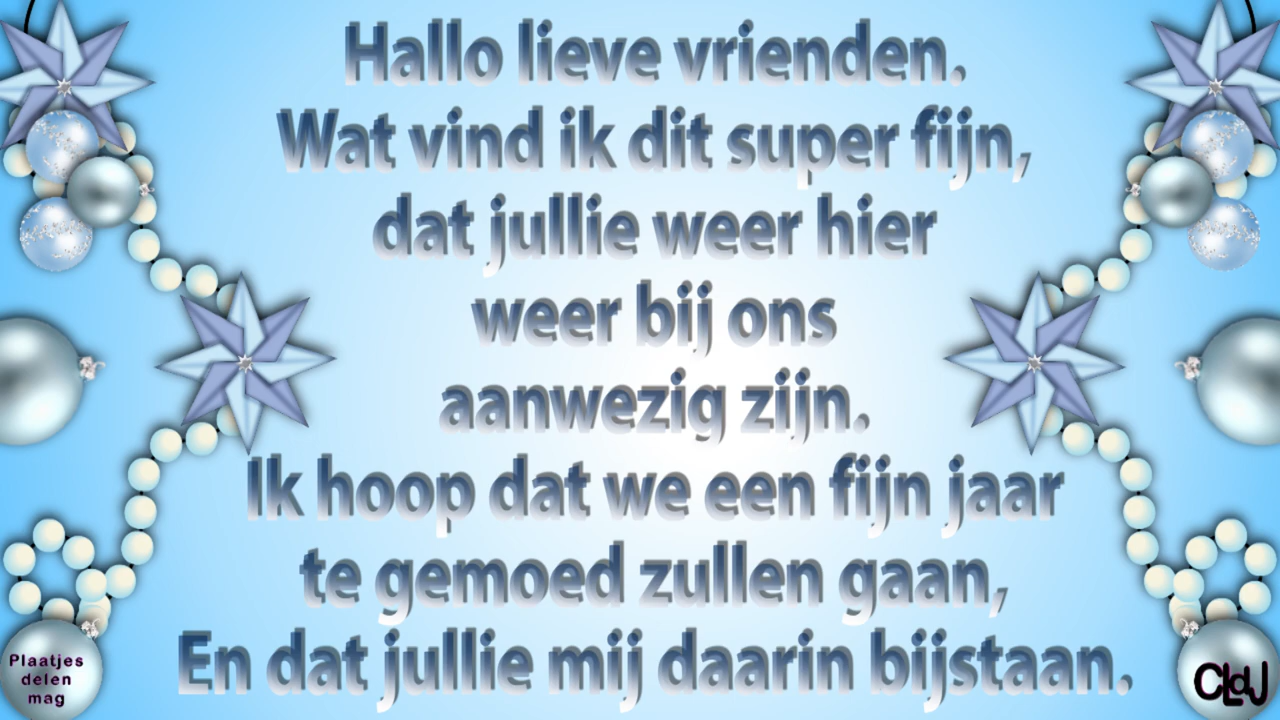 Hallo lieve vrienden.
Wat vind ik dit super fijn,
dat jullie weer hier
weer bij ons
aanwezig zijn.
Ik hoop dat we een fijn jaar
te gemoed zullen gaan,
En dat jullie mij daarin bijstaan.
Plaatjes
delen
mag
CLdJ